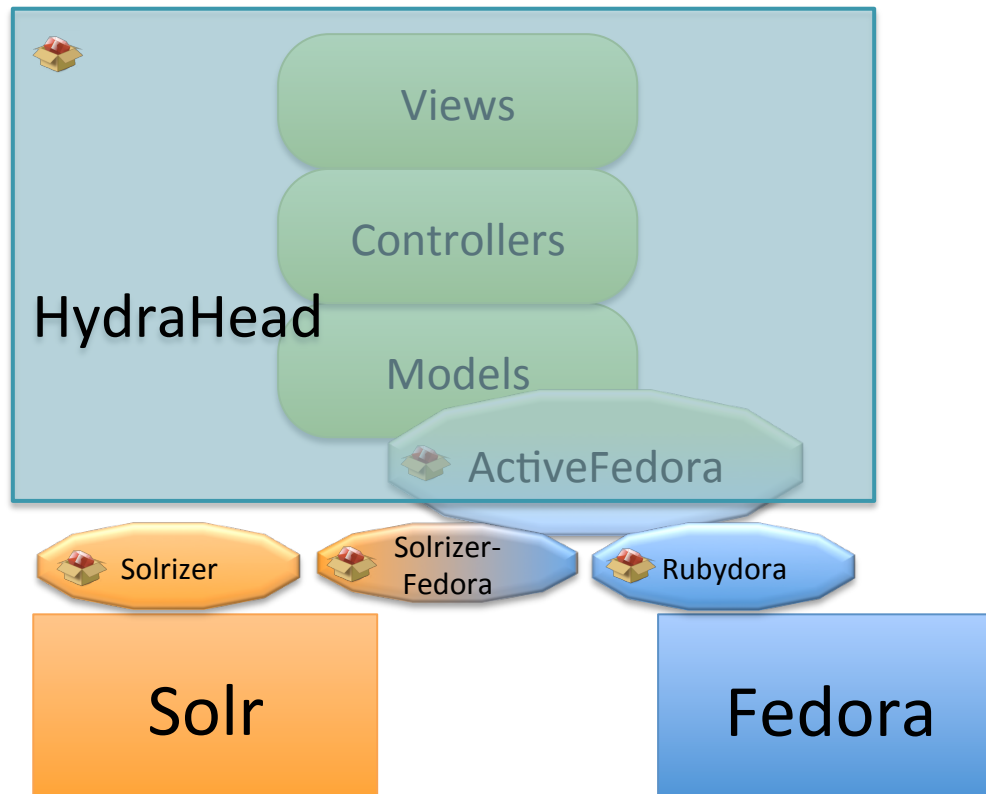 Views
Controllers
HydraHead
Models
ActiveFedora
Solrizer
Solrizer-
Fedora
Rubydora
Solr
Fedora